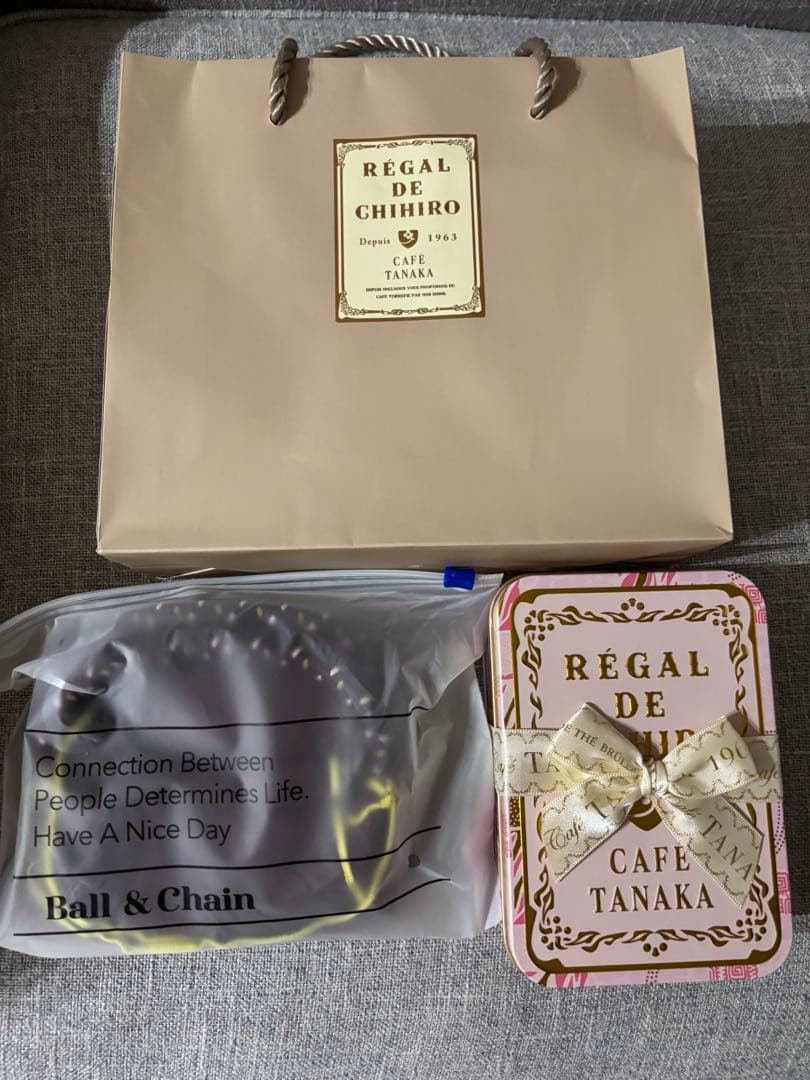 RÉGAL
DE
CHIHIRO
Depuis 1963
CAFÉ
TANAKA
Connection Between
People Determines Life.
Have A Nice Day
Ball & Chain
RÉGAL
DE
CAFÉ
TANAKA